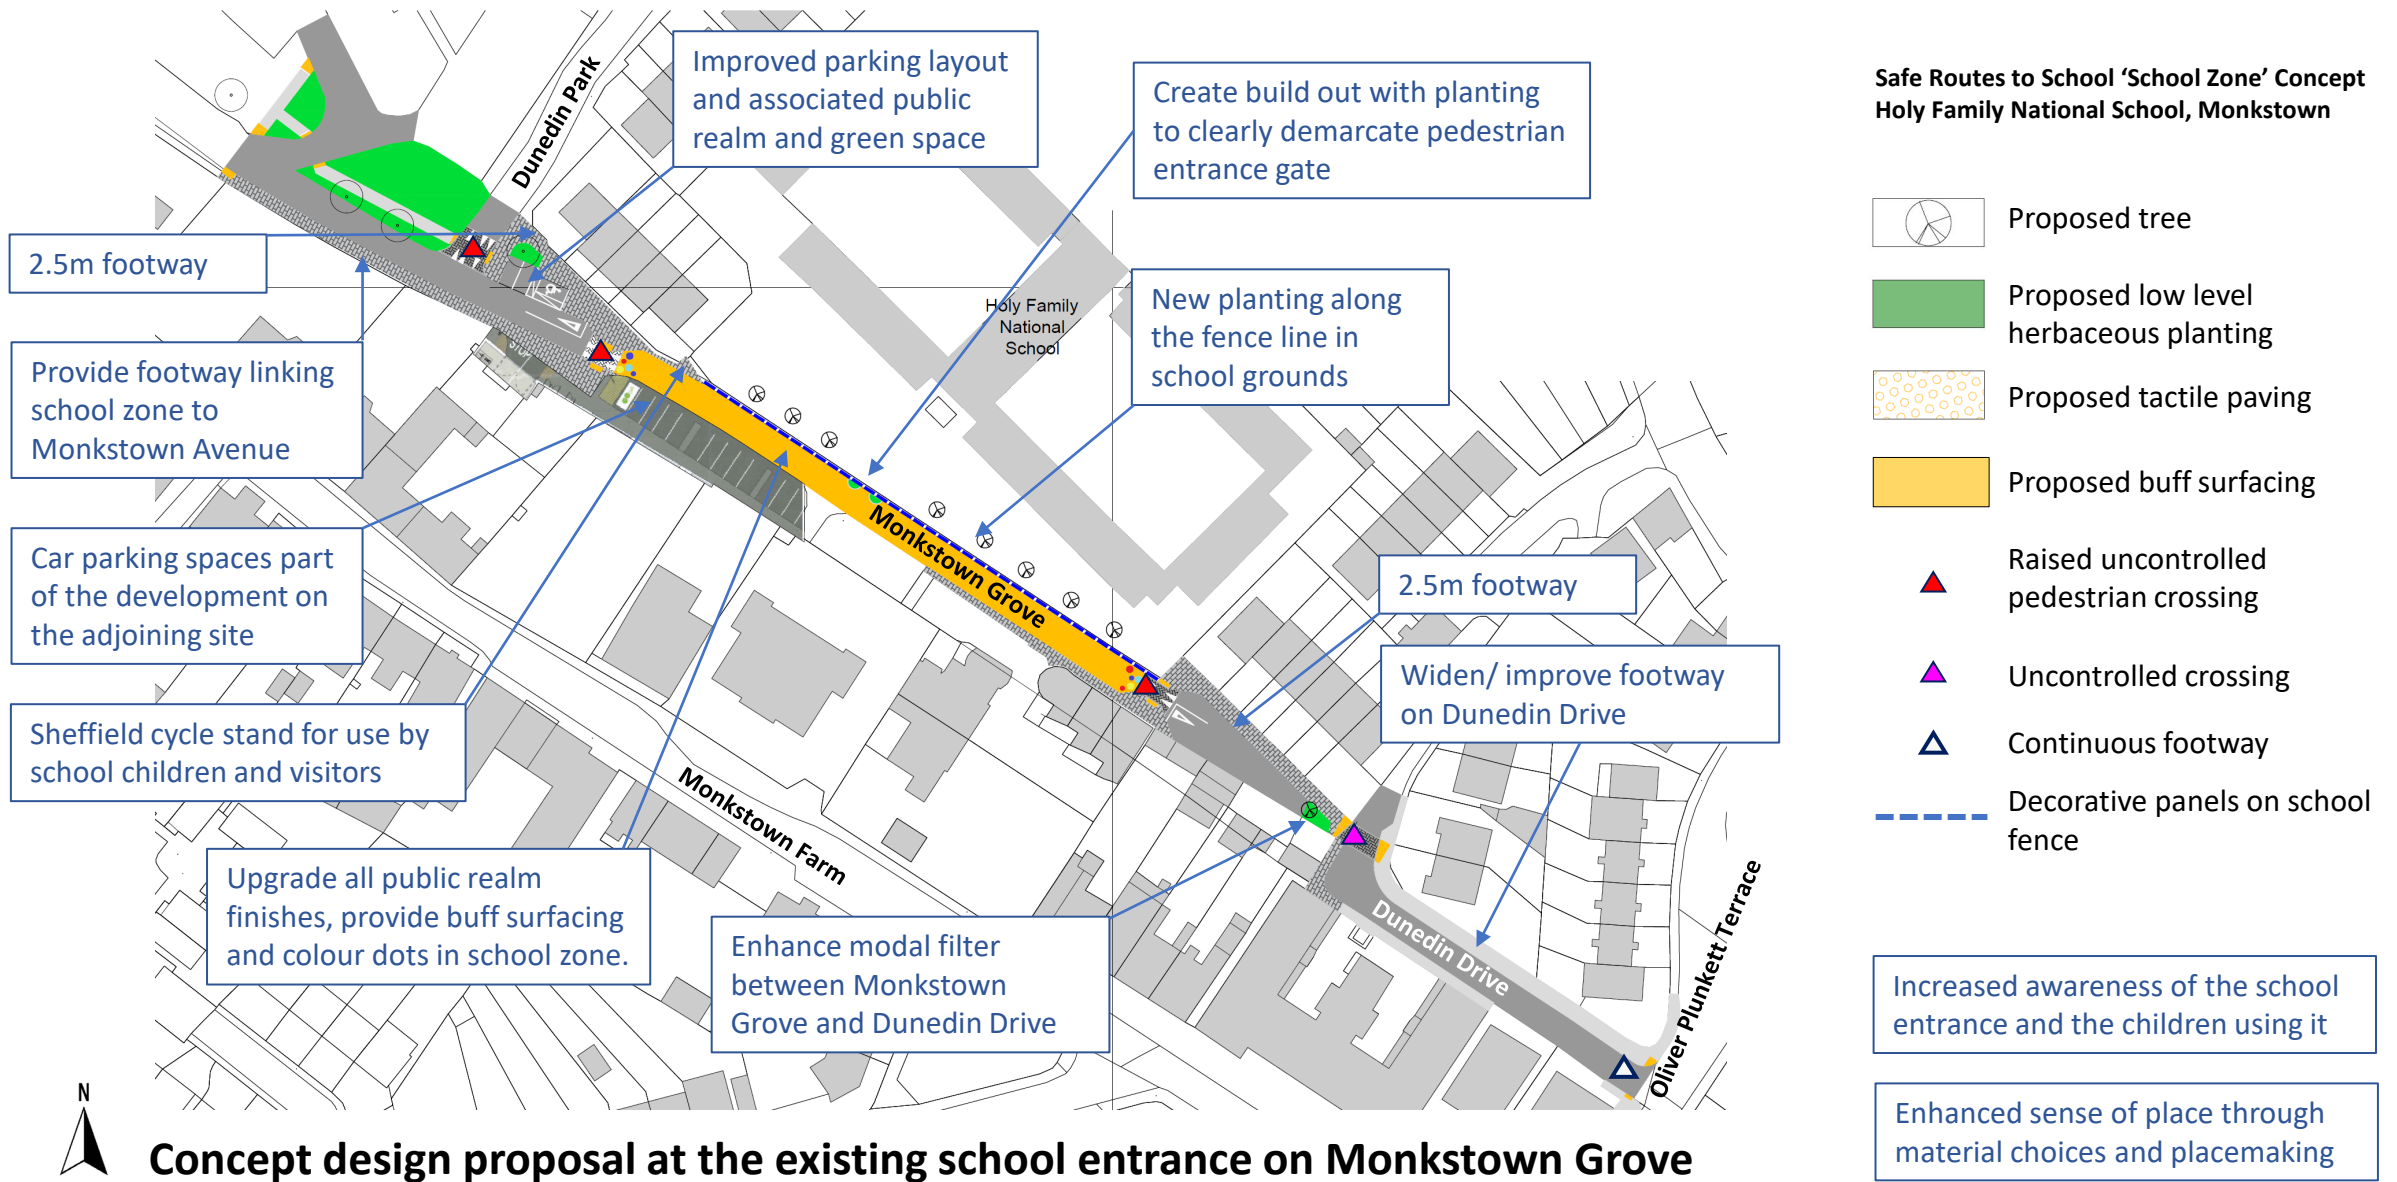 Improved parking layout
and associated public
realm and green space
Create build out with planting
to clearly demarcate pedestrian
entrance gate
Safe Routes to School ‘School Zone’ Concept
Holy Family National School, Monkstown
Dunedin Park
2.5m footway
Proposed tree
Proposed low level
herbaceous planting
Proposed tactile paving
Proposed buff surfacing
Raised uncontrolled
pedestrian crossing
Uncontrolled crossing
Continuous footway
Decorative panels on school
fence
Holy Family
National
School
New planting along
the fence line in
school grounds
Provide footway linking
school zone to
Monkstown Avenue
STOP
Car parking spaces part
of the development on
the adjoining site
Monkstown Grove
2.5m footway
Widen/ improve footway
on Dunedin Drive
Sheffield cycle stand for use by
school children and visitors
Monkstown Farm
Upgrade all public realm
finishes, provide buff surfacing
and colour dots in school zone.
Enhance modal filter
between Monkstown
Grove and Dunedin Drive
Dunedin Drive
Oliver Plunkett Terrace
Increased awareness of the school
entrance and the children using it
Enhanced sense of place through
material choices and placemaking
N
Concept design proposal at the existing school entrance on Monkstown Grove